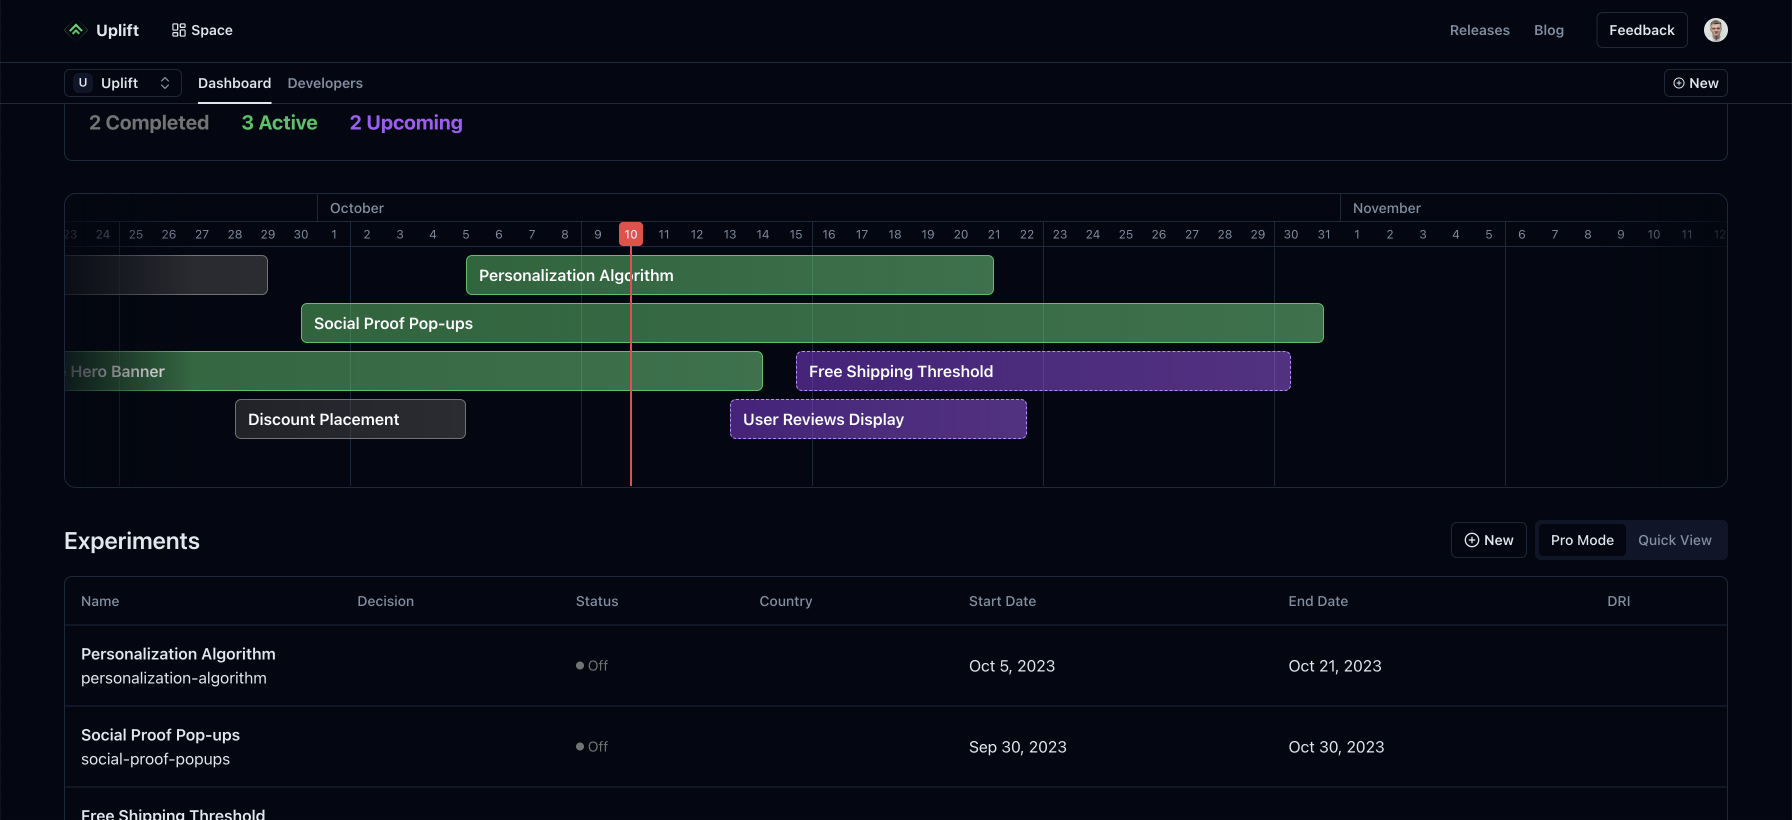 Uplift Space Releases Blog Feedback
U Uplift Dashboard Developers New
2 Completed 3 Active 2 Upcoming
October November
23 24 25 26 27 28 29 30 1 2 3 4 5 6 7 8 9 10 11 12 13 14 15 16 17 18 19 20 21 22 23 24 25 26 27 28 29 30 31 1 2 3 4 5 6 7 8 9 10 11 12
Personalization Algorithm
Social Proof Pop-ups
Hero Banner Free Shipping Threshold
Discount Placement User Reviews Display
Experiments New Pro Mode Quick View
Name Decision Status Country Start Date End Date DRI
Personalization Algorithm
personalization-algorithm Off Oct 5, 2023 Oct 21, 2023
Social Proof Pop-ups
social-proof-popups Off Sep 30, 2023 Oct 30, 2023
Free Shipping Threshold